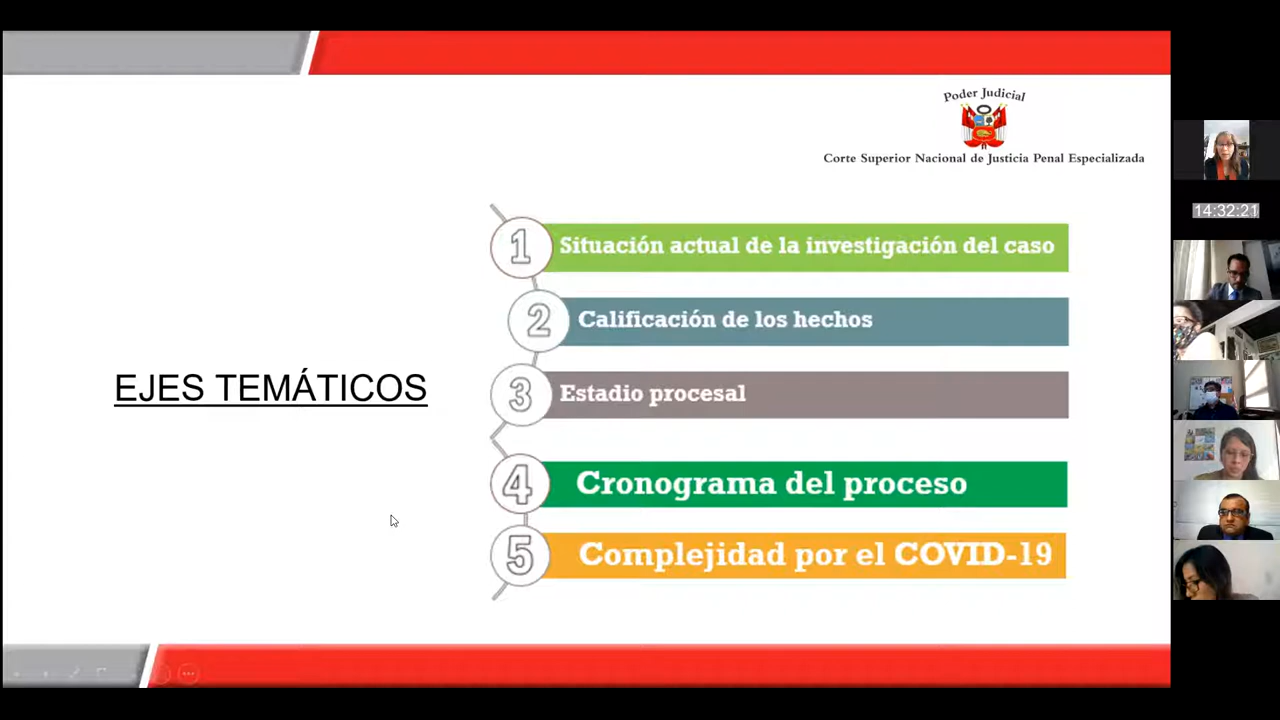 Poder Judicial
Corte Superior Nacional de Justicia Penal Especializada
14:32:21
1 Situación actual de la investigación del caso
2 Calificación de los hechos
3 Estadio procesal
EJES TEMÁTICOS
4 Cronograma del proceso
5 Complejidad por el COVID-19